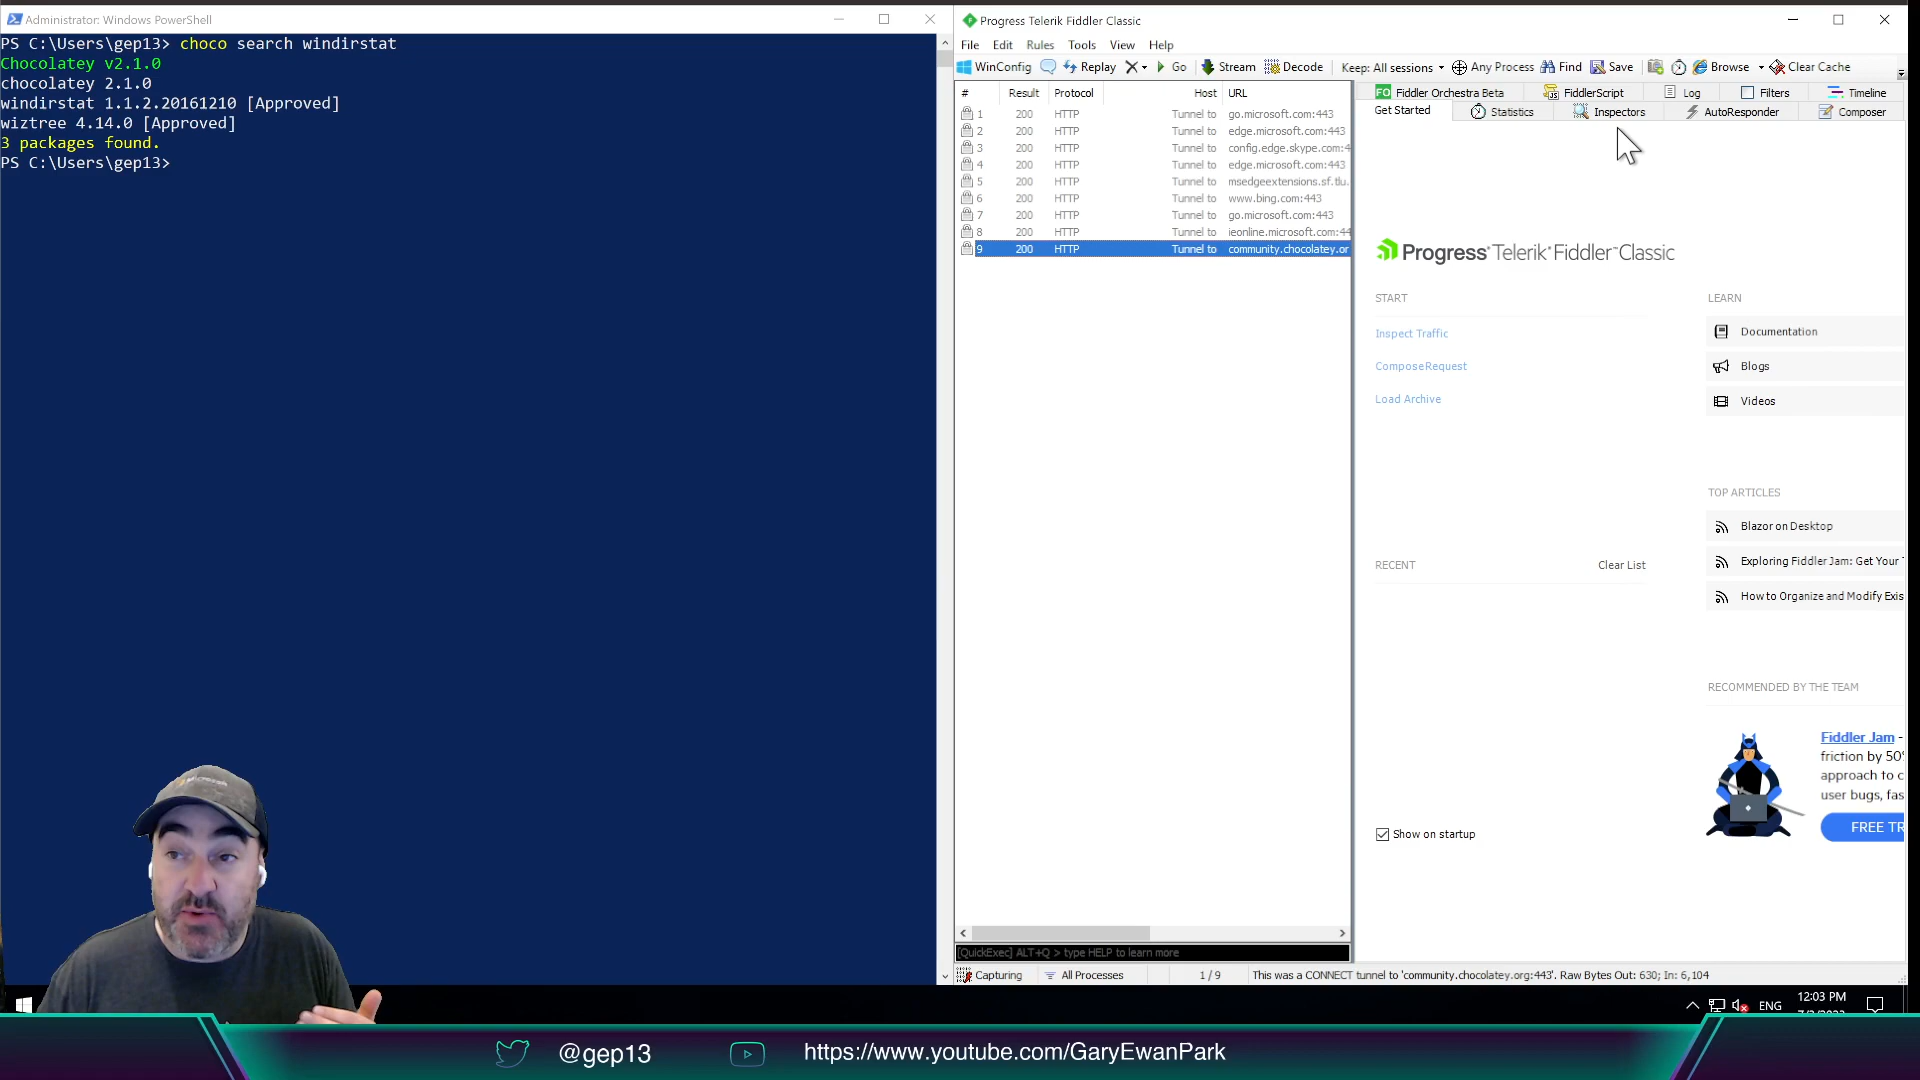 Administrator: Windows PowerShell
PS C:\Users\gep13> choco search windirstat
Chocolatey v2.1.0
chocolatey 2.1.0
windirstat 1.1.2.20161210 [Approved]
wiztree 4.14.0 [Approved]
3 packages found.
PS C:\Users\gep13>
Progress Telerik Fiddler Classic
File Edit Rules Tools View Help
WinConfig Replay Go Stream Decode Keep: All sessions Any Process Find Save Browse Clear Cache
# Result Protocol Host URL
1 200 HTTP Tunnel to go.microsoft.com:443
2 200 HTTP Tunnel to edge.microsoft.com:443
3 200 HTTP Tunnel to config.edge.skype.com:4
4 200 HTTP Tunnel to edge.microsoft.com:443
5 200 HTTP Tunnel to msedgeextensions.sf.tlu.
6 200 HTTP Tunnel to www.bing.com:443
7 200 HTTP Tunnel to go.microsoft.com:443
8 200 HTTP Tunnel to ieonline.microsoft.com:44
9 200 HTTP Tunnel to community.chocolatey.or
[QuickExec] ALT+Q > type HELP to learn more
Capturing All Processes 1 / 9 This was a CONNECT tunnel to 'community.chocolatey.org:443'. Raw Bytes Out: 630; In: 6,104
FO Fiddler Orchestra Beta FiddlerScript Log Filters Timeline
Get Started Statistics Inspectors AutoResponder Composer
Progress Telerik Fiddler Classic
START
Inspect Traffic
Compose Request
Load Archive
RECENT Clear List
Show on startup
LEARN
Documentation
Blogs
Videos
TOP ARTICLES
Blazor on Desktop
Exploring Fiddler Jam: Get Your
How to Organize and Modify Exis
RECOMMENDED BY THE TEAM
Fiddler Jam -
friction by 50%
approach to c
user bugs, fas
FREE TR
ENG 12:03 PM
@gep13
https://www.youtube.com/GaryEwanPark